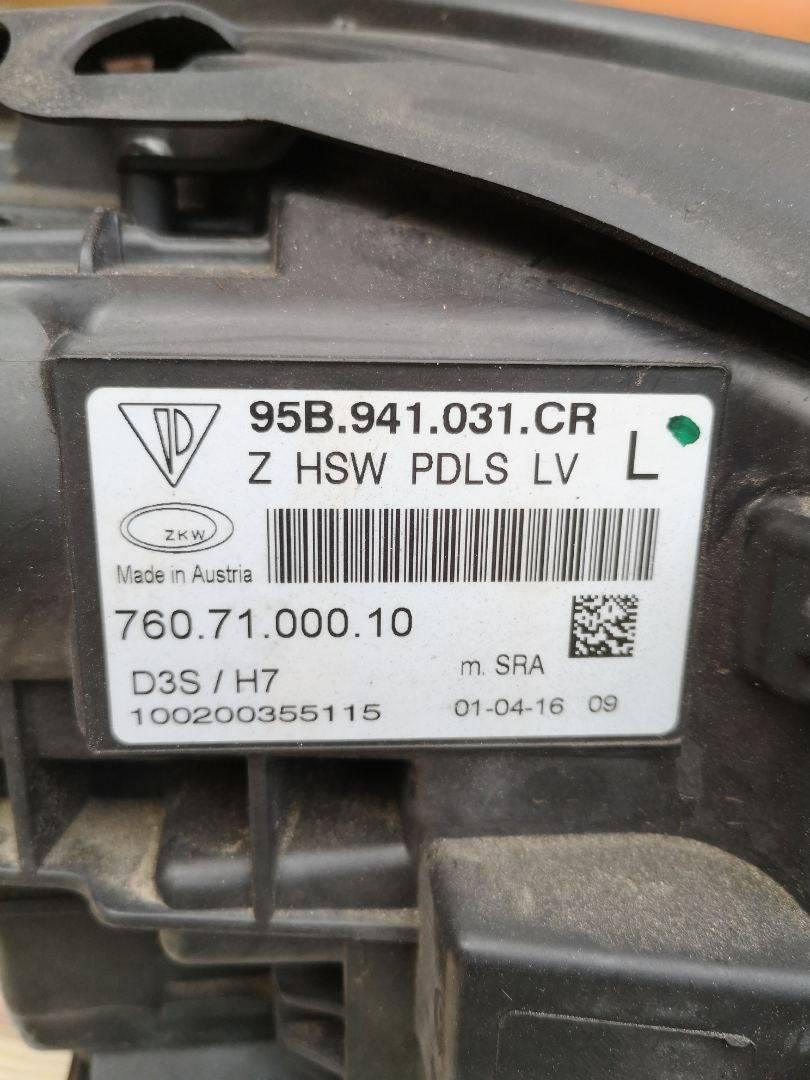 95B.941.031.CR
Z HSW PDLS LV L
ZKW
Made in Austria
760.71.000.10
D3S / H7 m. SRA
100200355115 01-04-16 09